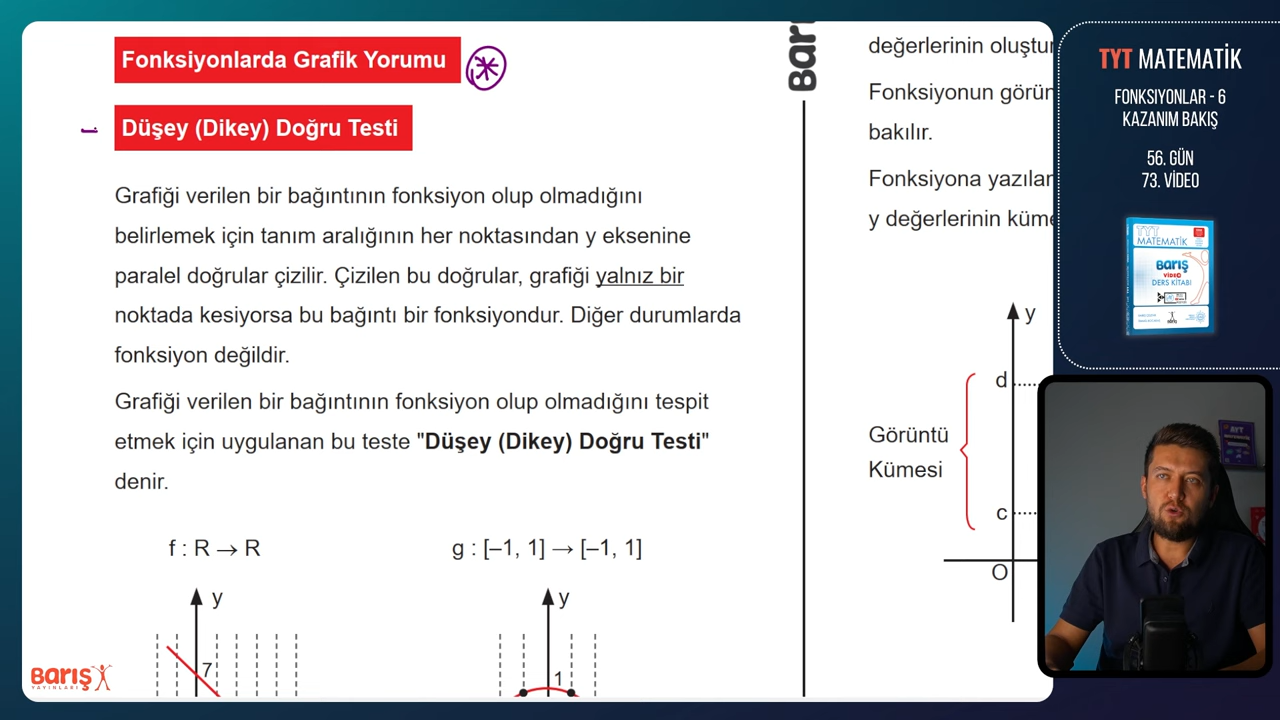 Fonksiyonlarda Grafik Yorumu
Düşey (Dikey) Doğru Testi
Grafiği verilen bir bağıntının fonksiyon olup olmadığını
belirlemek için tanım aralığının her noktasından y eksenine
paralel doğrular çizilir. Çizilen bu doğrular, grafiği yalnız bir
noktada kesiyorsa bu bağıntı bir fonksiyondur. Diğer durumlarda
fonksiyon değildir.
Grafiği verilen bir bağıntının fonksiyon olup olmadığını tespit
etmek için uygulanan bu teste "Düşey (Dikey) Doğru Testi"
denir.
f : R → R
g : [–1, 1] → [–1, 1]
y
7
y
1
Barı
değerlerinin oluştur
Fonksiyonun görün
bakılır.
Fonksiyona yazılan
y değerlerinin küme
y
d
Görüntü
Kümesi
c
O
TYT MATEMATİK
FONKSIYONLAR - 6
KAZANIM BAKIŞ
56. GÜN
73. VİDEO
TYT
MATEMATİK
BARIŞ
VİDEO
DERS KİTABI
BARIŞ
YAYINLARI